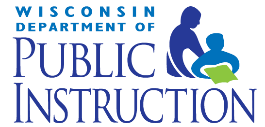 WISCONSIN
DEPARTMENT OF
PUBLIC
INSTRUCTION